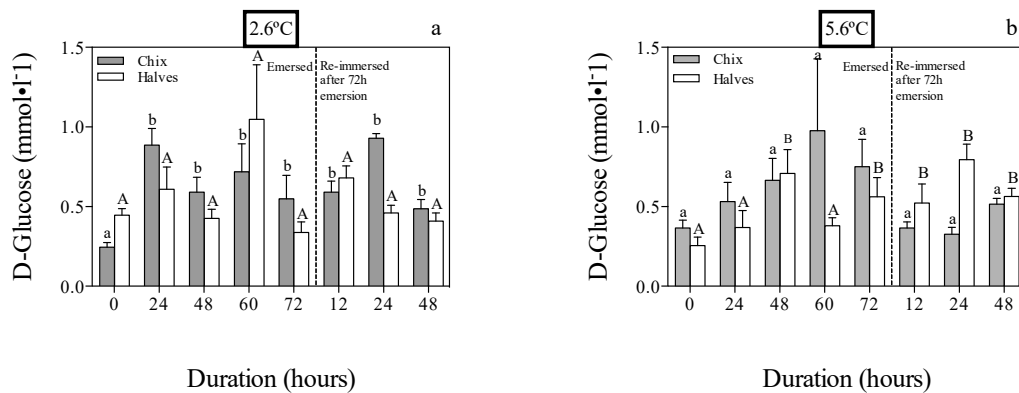 2.6ºC
a
1.5
1.0
0.5
0.0
D-Glucose (mmol•l-1)
Chix
Halves
Emersed
Re-immersed
after 72h
emersion
a A b A b A b A b A b A b A b A
0 24 48 60 72 12 24 48
Duration (hours)
5.6ºC
b
1.5
1.0
0.5
0.0
D-Glucose (mmol•l-1)
Chix
Halves
Emersed
Re-immersed
after 72h
emersion
a A a A a B a A a B a B a B a B
0 24 48 60 72 12 24 48
Duration (hours)